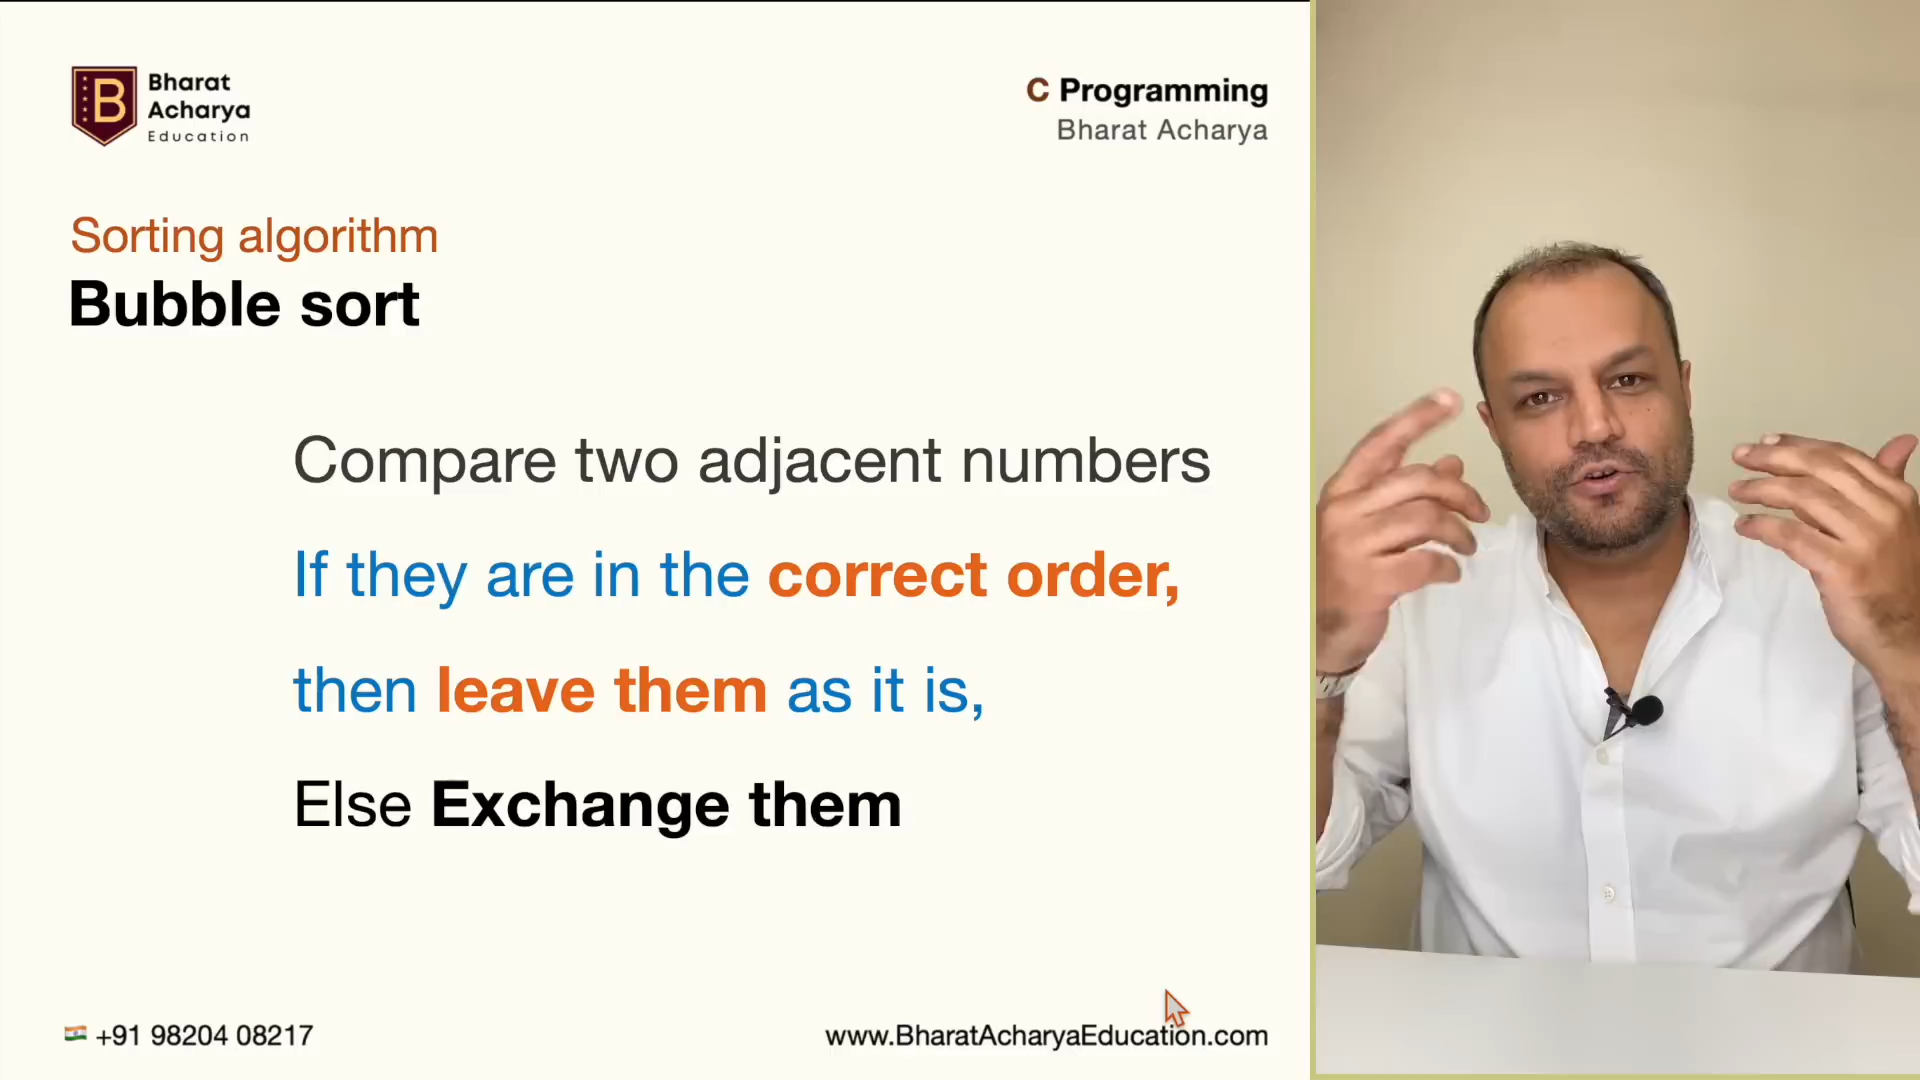 Bharat
Acharya
Education
C Programming
Bharat Acharya
Sorting algorithm
Bubble sort
Compare two adjacent numbers
If they are in the correct order,
then leave them as it is,
Else Exchange them
+91 98204 08217
www.BharatAcharyaEducation.com